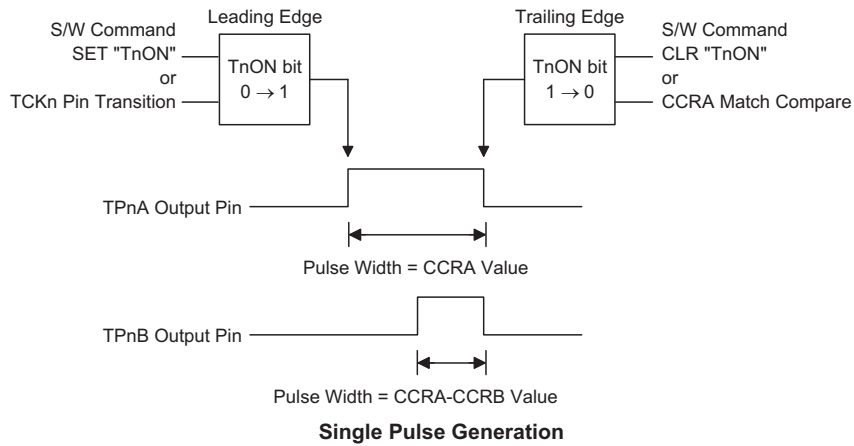 Leading Edge
S/W Command
SET "TnON"
or
TCKn Pin Transition
TnON bit
0 → 1
Trailing Edge
TnON bit
1 → 0
S/W Command
CLR "TnON"
or
CCRA Match Compare
TPnA Output Pin
Pulse Width = CCRA Value
TPnB Output Pin
Pulse Width = CCRA-CCRB Value
Single Pulse Generation